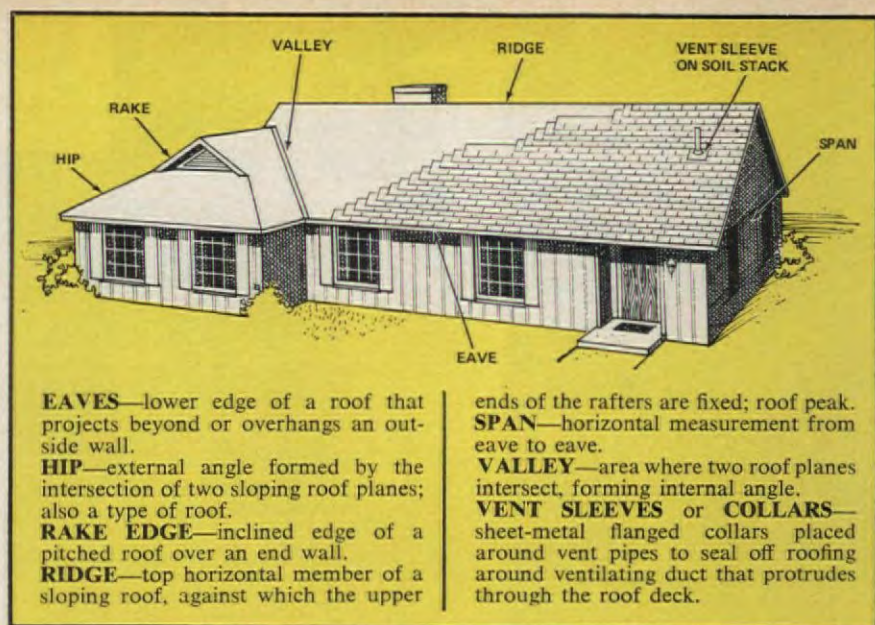 VALLEY
RIDGE
VENT SLEEVE
ON SOIL STACK
RAKE
HIP
SPAN
EAVE
EAVES—lower edge of a roof that
projects beyond or overhangs an out-
side wall.
HIP—external angle formed by the
intersection of two sloping roof planes;
also a type of roof.
RAKE EDGE—inclined edge of a
pitched roof over an end wall.
RIDGE—top horizontal member of a
sloping roof, against which the upper
ends of the rafters are fixed; roof peak.
SPAN—horizontal measurement from
eave to eave.
VALLEY—area where two roof planes
intersect, forming internal angle.
VENT SLEEVES or COLLARS—
sheet-metal flanged collars placed
around vent pipes to seal off roofing
around ventilating duct that protrudes
through the roof deck.